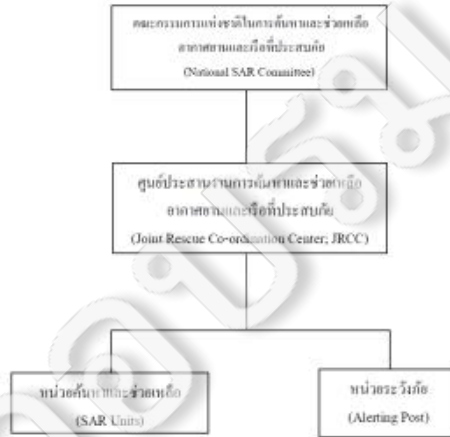 คณะกรรมการแห่งชาติในการค้นหาและช่วยเหลือ
อากาศยานและเรือที่ประสบภัย
(National SAR Committee)
ศูนย์ประสานงานการค้นหาและช่วยเหลือ
อากาศยานและเรือที่ประสบภัย
(Joint Rescue Co-ordination Center; JRCC)
หน่วยค้นหาและช่วยเหลือ
(SAR Units)
หน่วยระวังภัย
(Alerting Post)